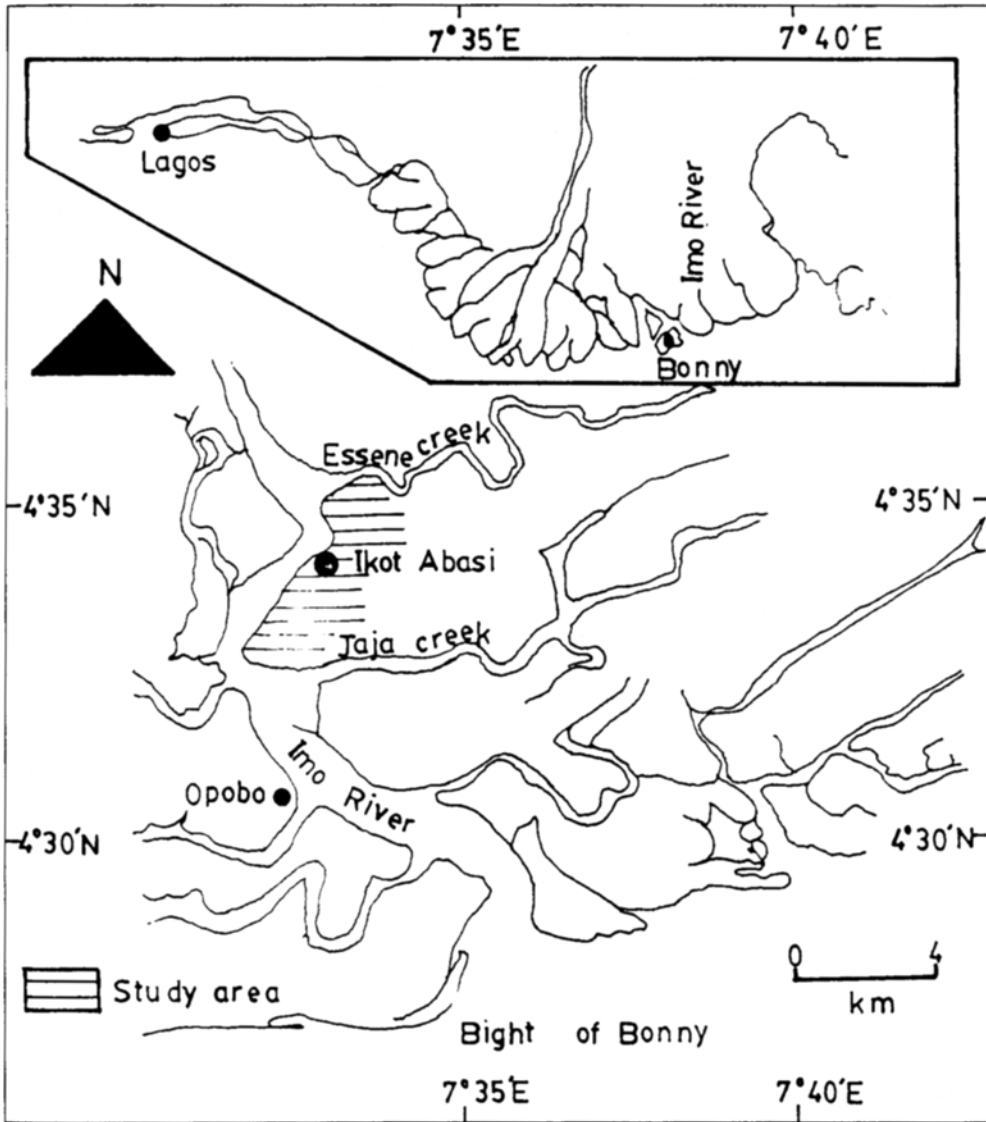 7°35'E 7°40'E
Lagos
Imo River
Bonny
N
Essene creek
4°35'N 4°35'N
Ikot Abasi
Jaja creek
Imo River
Opobo
4°30'N 4°30'N
0 4
km
Study area
Bight of Bonny
7°35'E 7°40'E